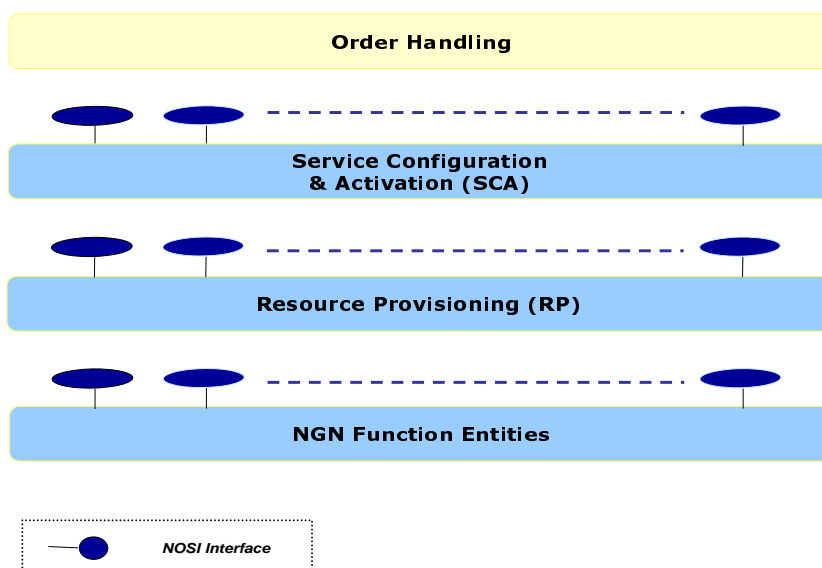 Order Handling
Service Configuration
& Activation (SCA)
Resource Provisioning (RP)
NGN Function Entities
NOSI Interface